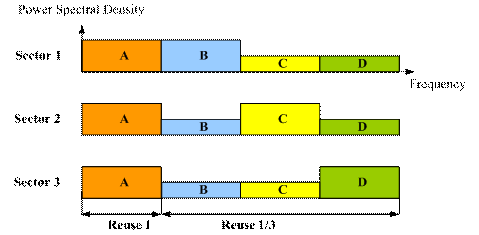 Power Spectral Density
Sector 1
A
B
C
D
Frequency
Sector 2
A
B
C
D
Sector 3
A
B
C
D
Reuse 1
Reuse 1/3